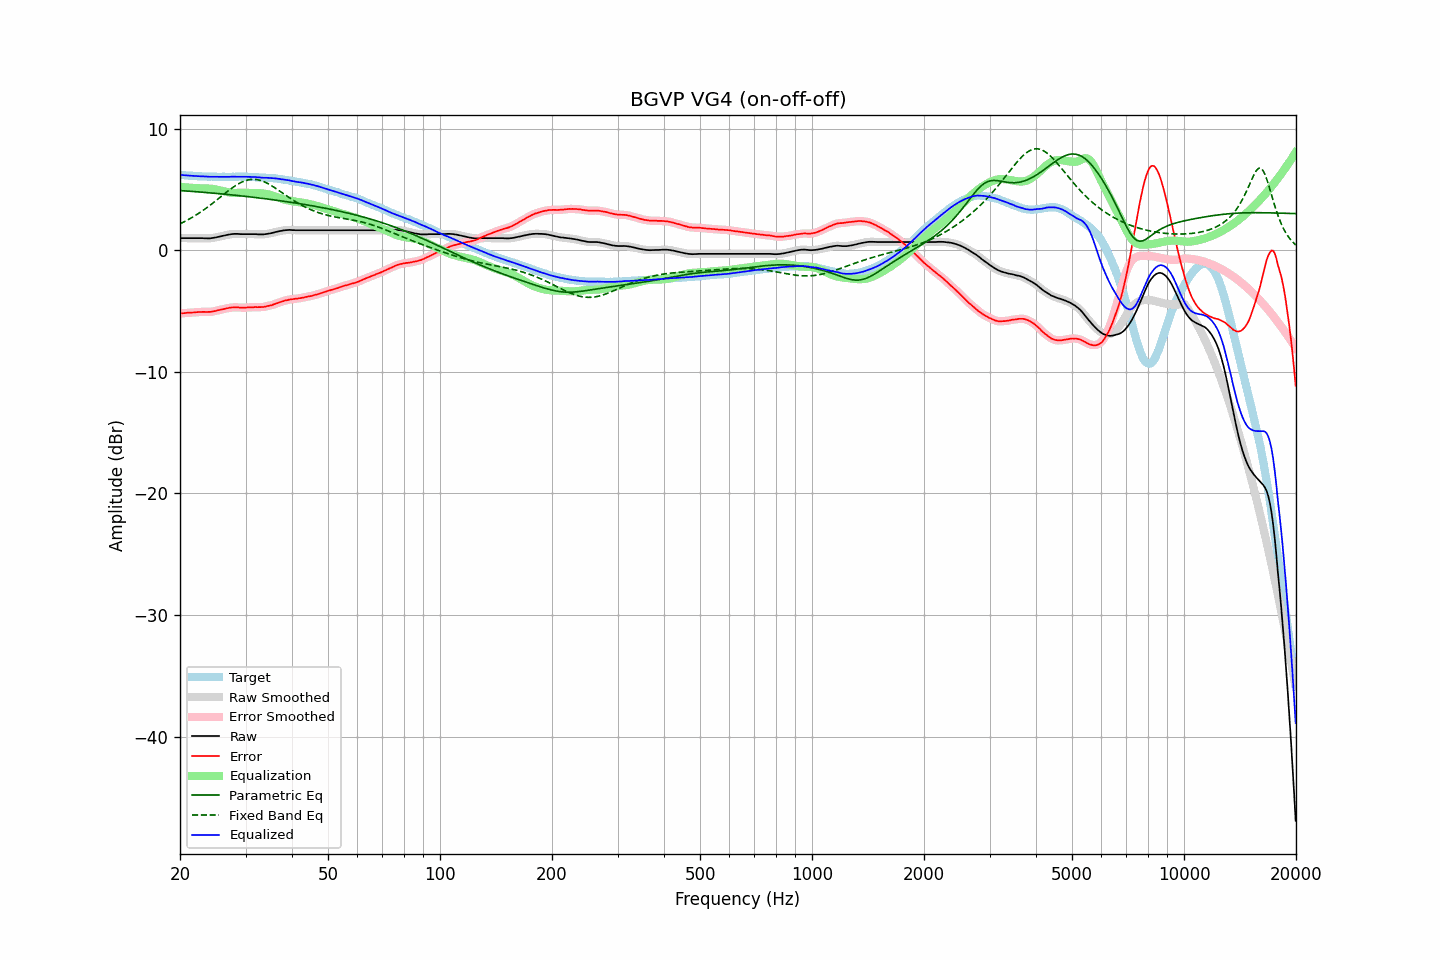 BGVP VG4 (on-off-off)
Amplitude (dBr)
10
0
−10
−20
−30
−40
Target
Raw Smoothed
Error Smoothed
Raw
Error
Equalization
Parametric Eq
Fixed Band Eq
Equalized
20
50
100
200
500
1000
2000
5000
10000
20000
Frequency (Hz)